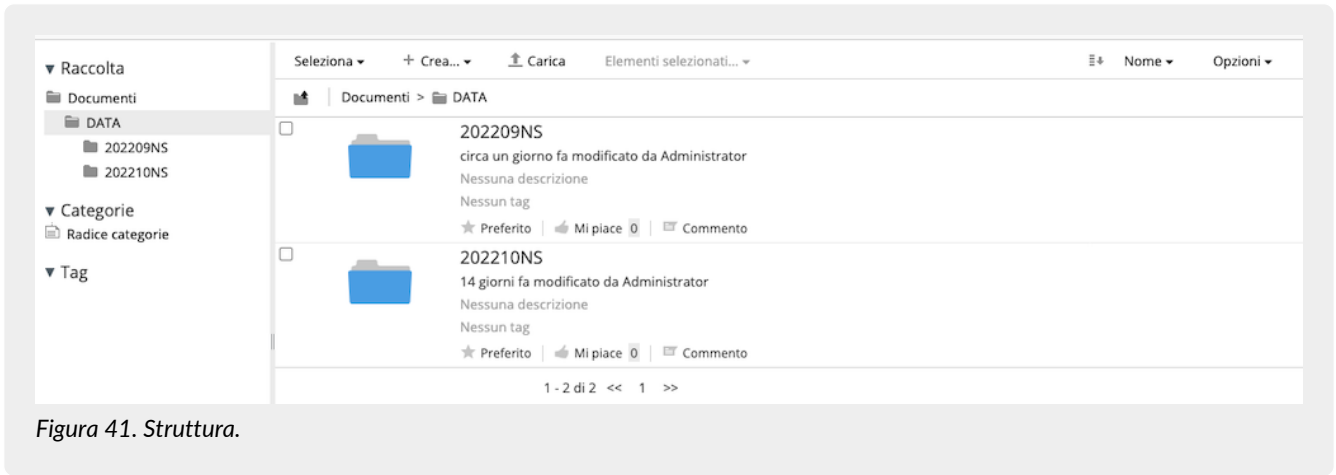 Raccolta
Documenti
DATA
202209NS
202210NS
Categorie
Radice categorie
Tag
Seleziona Crea... Carica Elementi selezionati... Nome Opzioni
Documenti > DATA
202209NS
circa un giorno fa modificato da Administrator
Nessuna descrizione
Nessun tag
Preferito Mi piace 0 Commento
202210NS
14 giorni fa modificato da Administrator
Nessuna descrizione
Nessun tag
Preferito Mi piace 0 Commento
1 - 2 di 2 << 1 >>
Figura 41. Struttura.